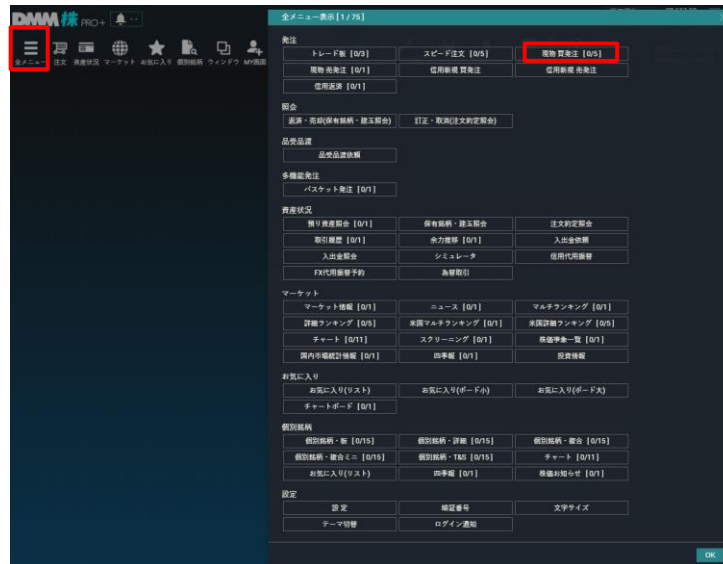 DMM 株 PRO+
全メニュー 注文 資産状況 マーケット お気に入り 個別銘柄 ウィンドウ MY画面
全メニュー表示 [1/75]
発注
トレード板 [0/3] スピード注文 [0/5] 現物 買発注 [0/5]
現物 売発注 [0/1] 信用新規 買発注 信用新規 売発注
信用返済 [0/1]
照会
返済・売却(保有銘柄・建玉照会) 訂正・取消(注文約定照会)
品受品渡
品受品渡依頼
多機能発注
バスケット発注 [0/1]
資産状況
預り資産照会 [0/1] 保有銘柄・建玉照会 注文約定照会
取引履歴 [0/1] 余力推移 [0/1] 入出金依頼
入出金照会 シミュレータ 信用代用振替
FX代用振替予約 為替取引
マーケット
マーケット情報 [0/1] ニュース [0/1] マルチランキング [0/1]
詳細ランキング [0/5] 米国マルチランキング [0/1] 米国詳細ランキング [0/5]
チャート [0/11] スクリーニング [0/1] 株価予報一覧 [0/1]
国内市場統計情報 [0/1] 四季報 [0/1] 投資情報
お気に入り
お気に入り(リスト) お気に入り(ボード小) お気に入り(ボード大)
チャートボード [0/1]
個別銘柄
個別銘柄・板 [0/15] 個別銘柄・詳細 [0/15] 個別銘柄・複合 [0/15]
個別銘柄・複合ミニ [0/15] 個別銘柄・T&S [0/15] チャート [0/11]
お気に入り(リスト) 四季報 [0/1] 株価お知らせ [0/1]
設定
設定 暗証番号 文字サイズ
テーマ切替 ログイン通知
OK